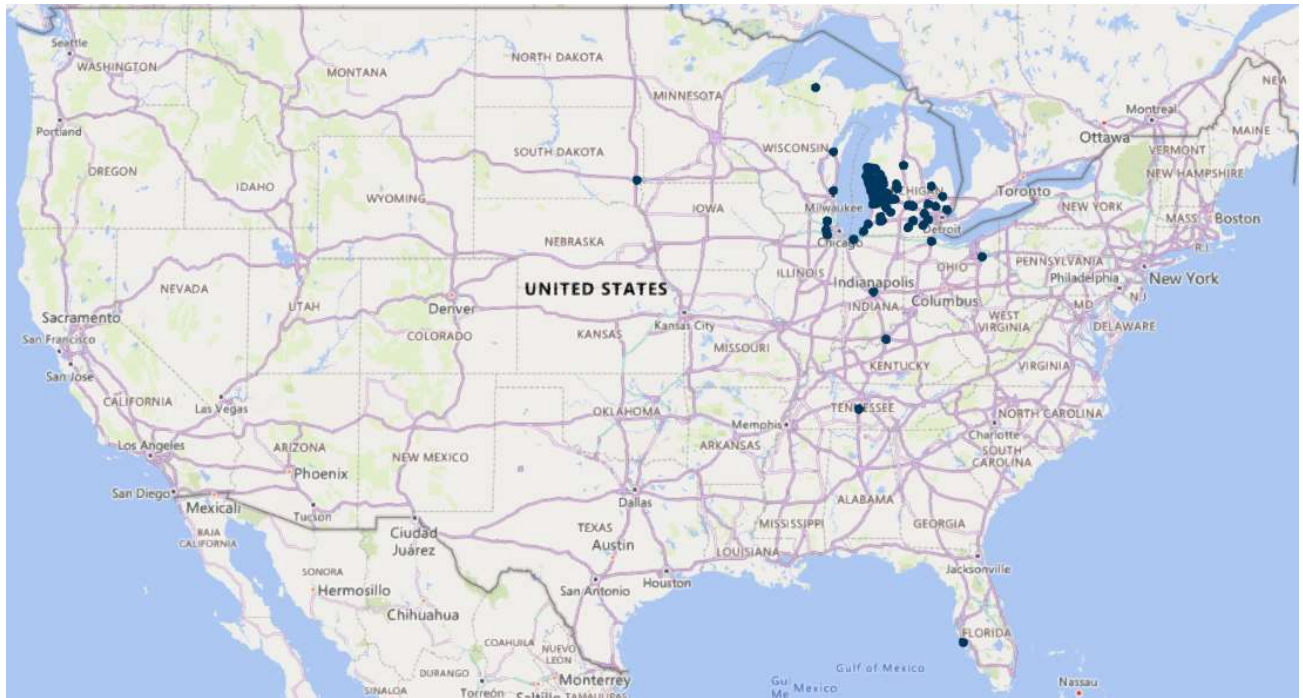 Seattle
WASHINGTON
MONTANA
NORTH DAKOTA
MINNESOTA
Montreal
Ottawa
MAINE
Portland
OREGON
IDAHO
WYOMING
SOUTH DAKOTA
WISCONSIN
VERMONT
NEW HAMPSHIRE
Toronto
NEW YORK
MASS
Boston
R.I.
Milwaukee
Detroit
Chicago
IOWA
NEBRASKA
ILLINOIS
OHIO
PENNSYLVANIA
Philadelphia
New York
N J
NEVADA
UTAH
Denver
COLORADO
UNITED STATES
KANSAS
Kansas City
Indianapolis
INDIANA
Columbus
MD
DELAWARE
WEST
VIRGINIA
Sacramento
San Francisco
San Jose
MISSOURI
KENTUCKY
VIRGINIA
CALIFORNIA
Las Vegas
OKLAHOMA
TENNESSEE
NORTH CAROLINA
Memphis
Charlotte
Los Angeles
ARIZONA
Phoenix
NEW MEXICO
ARKANSAS
SOUTH
CAROLINA
San Diego
Mexicali
Tucson
Dallas
MISSISSIPPI
ALABAMA
GEORGIA
BAJA
CALIFORNIA
Ciudad
Juárez
TEXAS
Austin
LOUISIANA
Jacksonville
SONORA
Hermosillo
Chihuahua
San Antonio
Houston
FLORIDA
COAHUILA
NUEVO
LEON
Gulf of Mexico
DURANGO
Monterrey
SINALOA
Torreón
TAMAULIPAS
Mexico
Nassau